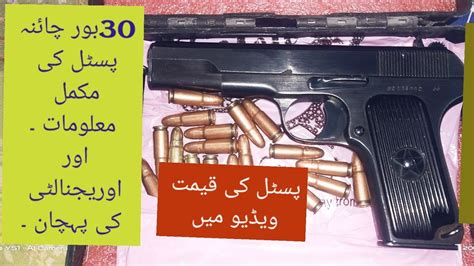 30بور چائنہ
پسٹل کی
مکمل
معلومات ۔
اور
اوریجنالٹی
کی پہچان ۔
پسٹل کی قیمت
ویڈیو میں